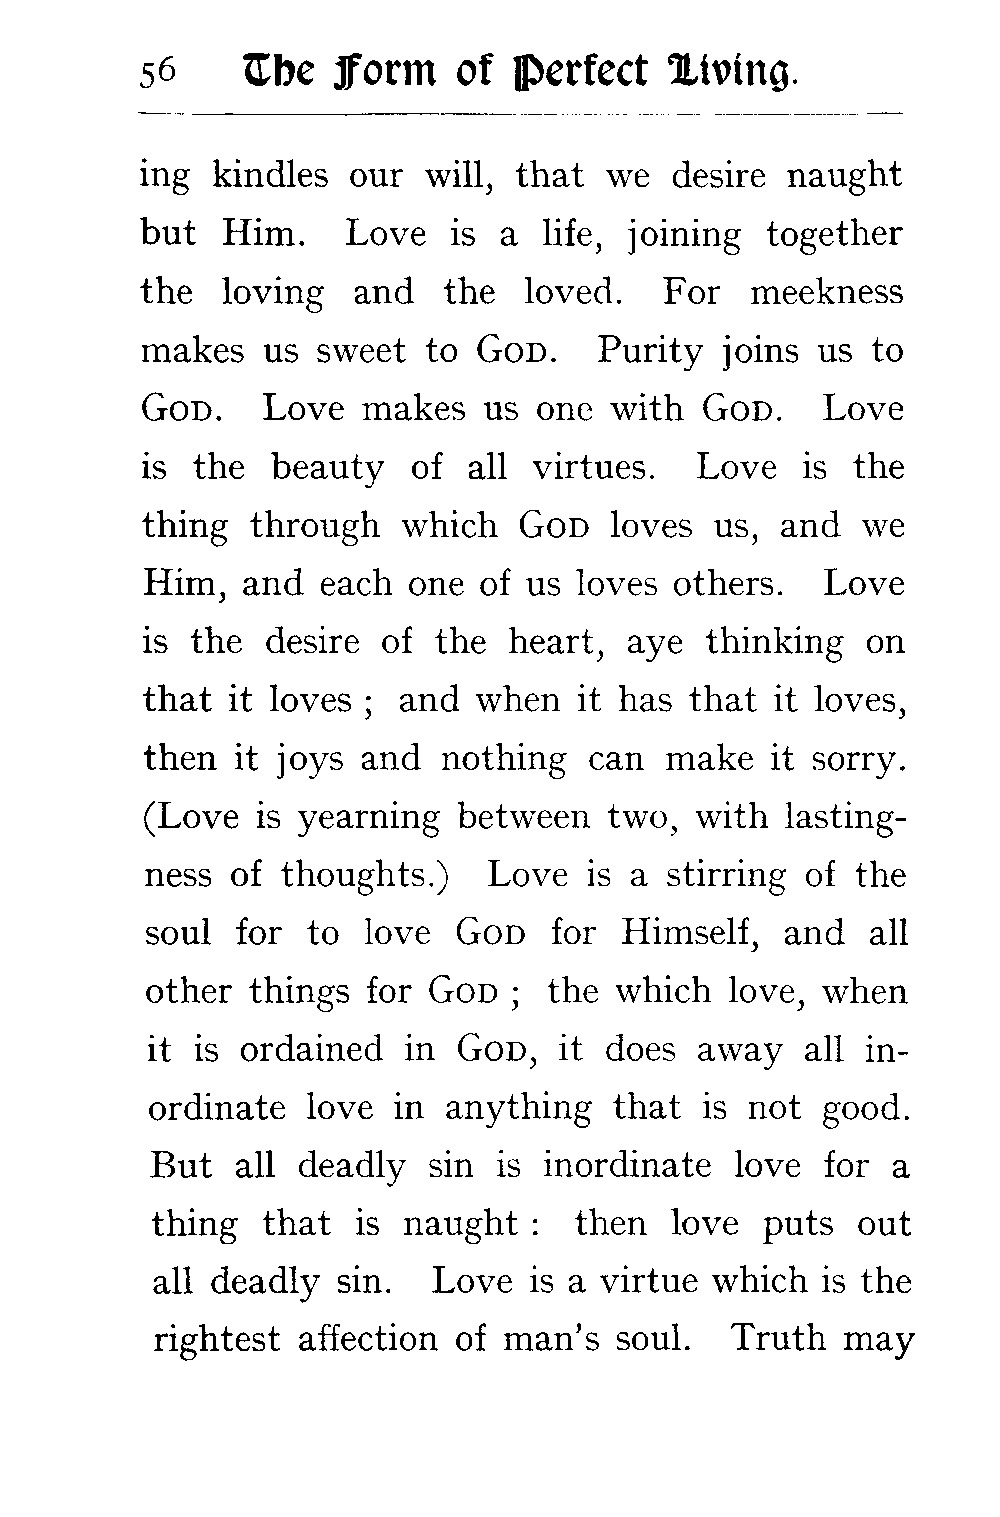 56 The Form of Perfect Living.
ing kindles our will, that we desire naught
but Him. Love is a life, joining together
the loving and the loved. For meekness
makes us sweet to GOD. Purity joins us to
GOD. Love makes us one with GOD. Love
is the beauty of all virtues. Love is the
thing through which GOD loves us, and we
Him, and each one of us loves others. Love
is the desire of the heart, aye thinking on
that it loves ; and when it has that it loves,
then it joys and nothing can make it sorry.
(Love is yearning between two, with lasting-
ness of thoughts.) Love is a stirring of the
soul for to love GOD for Himself, and all
other things for GOD ; the which love, when
it is ordained in GOD, it does away all in-
ordinate love in anything that is not good.
But all deadly sin is inordinate love for a
thing that is naught : then love puts out
all deadly sin. Love is a virtue which is the
rightest affection of man's soul. Truth may